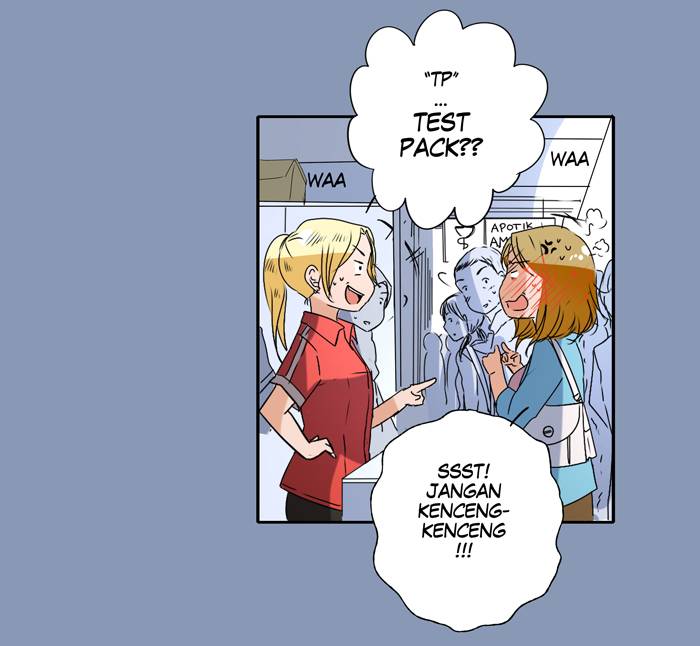 "TP"
...
TEST
PACK??
WAA
WAA
APOTIK
SSST!
JANGAN
KENCENG-
KENCENG
!!!